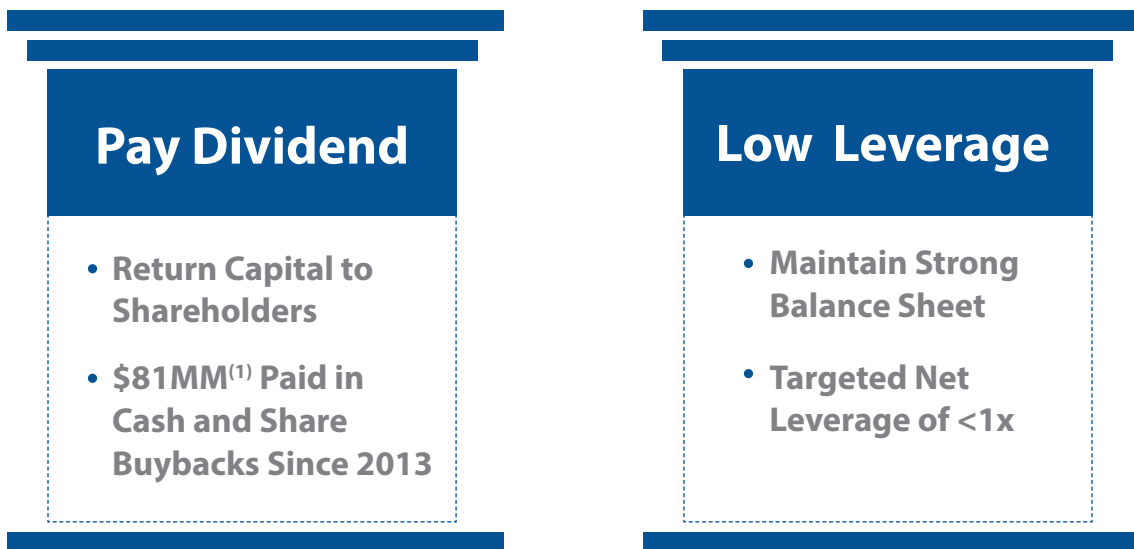 Pay Dividend
• Return Capital to
Shareholders
• $81MM(1) Paid in
Cash and Share
Buybacks Since 2013
Low Leverage
• Maintain Strong
Balance Sheet
• Targeted Net
Leverage of <1x